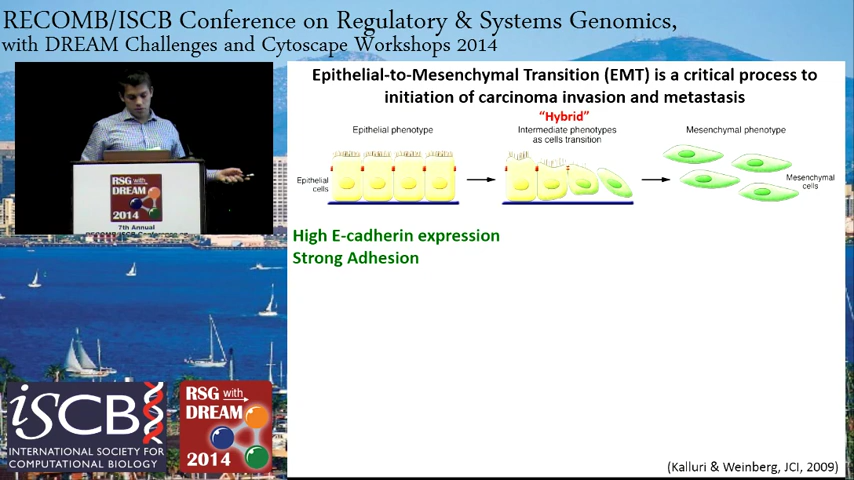 RECOMB/ISCB Conference on Regulatory & Systems Genomics,
with DREAM Challenges and Cytoscape Workshops 2014
Epithelial-to-Mesenchymal Transition (EMT) is a critical process to
initiation of carcinoma invasion and metastasis
"Hybrid"
Epithelial phenotype
Intermediate phenotypes
as cells transition
Mesenchymal phenotype
Epithelial
cells
Mesenchymal
cells
High E-cadherin expression
Strong Adhesion
(Kalluri & Weinberg, JCI, 2009)
RSG with
DREAM
2014
7th Annual
iSCB
INTERNATIONAL SOCIETY FOR
COMPUTATIONAL BIOLOGY
RSG with
DREAM
2014